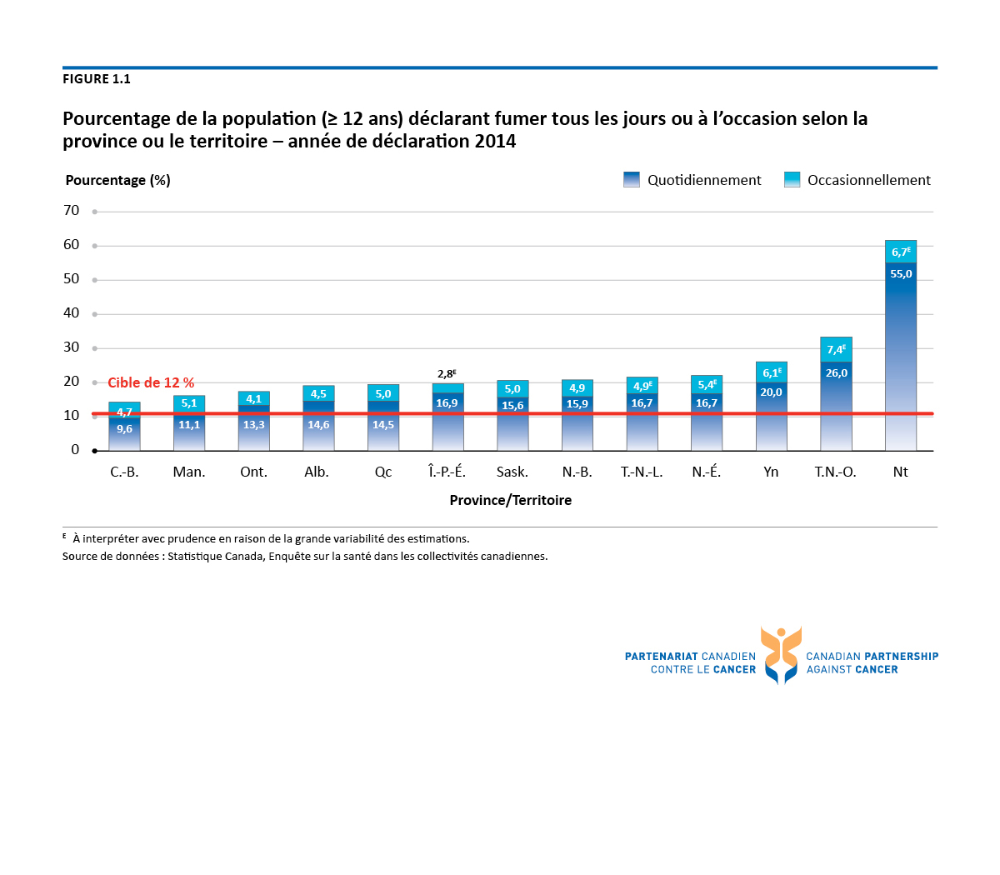 FIGURE 1.1
Pourcentage de la population (≥ 12 ans) déclarant fumer tous les jours ou à l’occasion selon la
province ou le territoire – année de déclaration 2014
Pourcentage (%)
Quotidiennement
Occasionnellement
70
60
50
40
30
20
10
0
Cible de 12 %
4,7
9,6
5,1
11,1
4,1
13,3
4,5
14,6
5,0
14,5
2,8ᴱ
16,9
5,0
15,6
4,9
15,9
4,9ᴱ
16,7
5,4ᴱ
16,7
6,1ᴱ
20,0
7,4ᴱ
26,0
6,7ᴱ
55,0
C.-B. Man. Ont. Alb. Qc Î.-P.-É. Sask. N.-B. T.-N.-L. N.-É. Yn T.N.-O. Nt
Province/Territoire
ᴱ À interpréter avec prudence en raison de la grande variabilité des estimations.
Source de données : Statistique Canada, Enquête sur la santé dans les collectivités canadiennes.
PARTENARIAT CANADIEN
CONTRE LE CANCER
CANADIAN PARTNERSHIP
AGAINST CANCER